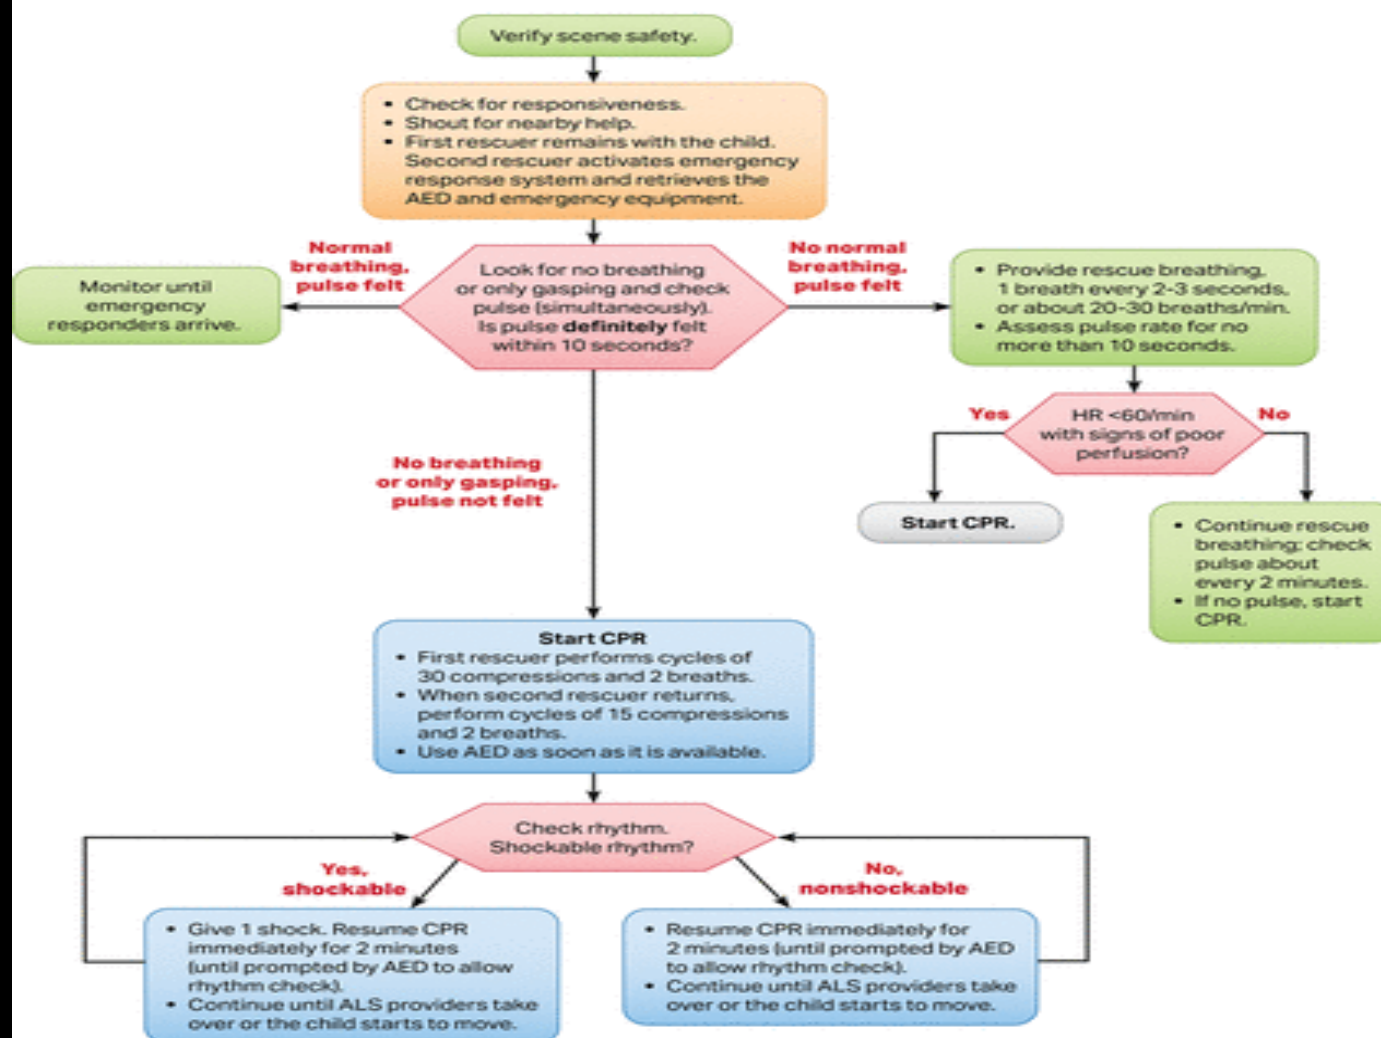 Verify scene safety.
• Check for responsiveness.
• Shout for nearby help.
• First rescuer remains with the child.
Second rescuer activates emergency
response system and retrieves the
AED and emergency equipment.
Normal
breathing,
pulse felt
Look for no breathing
or only gasping and check
pulse (simultaneously).
Is pulse definitely felt
within 10 seconds?
No normal
breathing,
pulse felt
Monitor until
emergency
responders arrive.
• Provide rescue breathing,
1 breath every 2-3 seconds,
or about 20-30 breaths/min.
• Assess pulse rate for no
more than 10 seconds.
Yes
HR <60/min
with signs of poor
perfusion?
No
Start CPR.
• Continue rescue
breathing; check
pulse about
every 2 minutes.
• If no pulse, start
CPR.
No breathing
or only gasping,
pulse not felt
Start CPR
• First rescuer performs cycles of
30 compressions and 2 breaths.
• When second rescuer returns,
perform cycles of 15 compressions
and 2 breaths.
• Use AED as soon as it is available.
Check rhythm.
Shockable rhythm?
Yes,
shockable
No,
nonshockable
• Give 1 shock. Resume CPR
immediately for 2 minutes
(until prompted by AED to allow
rhythm check).
• Continue until ALS providers take
over or the child starts to move.
• Resume CPR immediately for
2 minutes (until prompted by AED
to allow rhythm check).
• Continue until ALS providers take
over or the child starts to move.